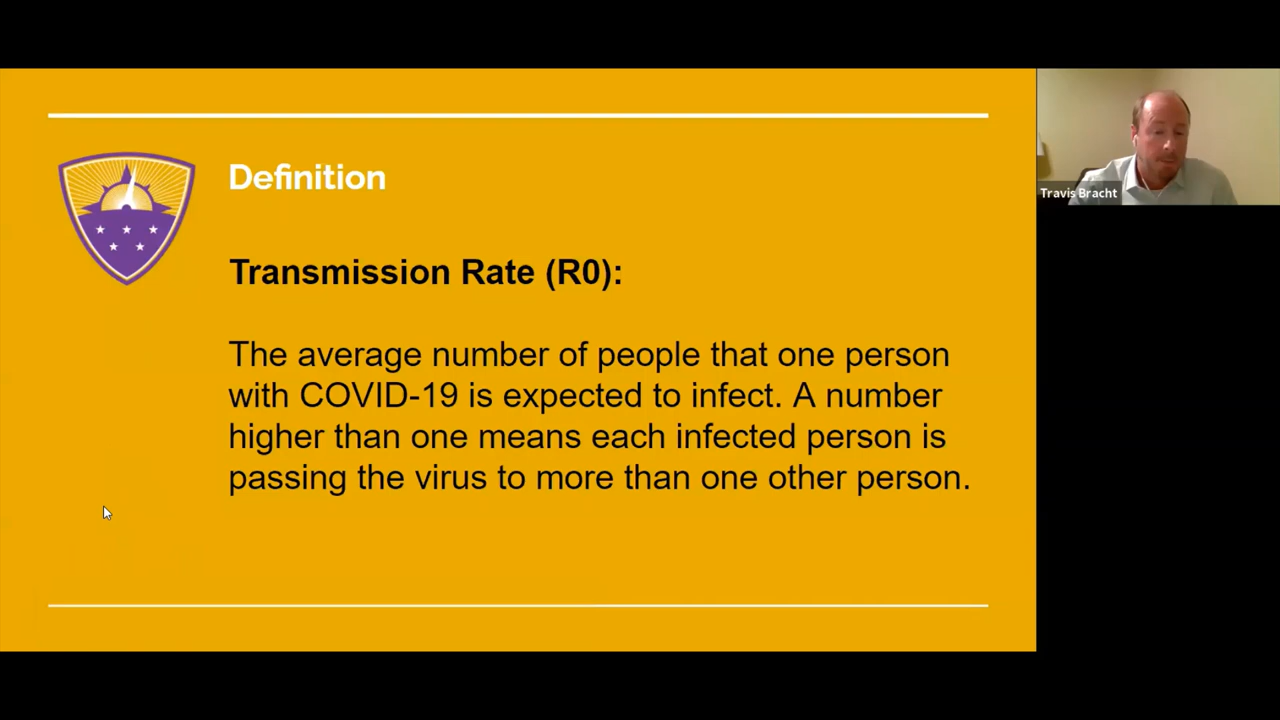 Definition
Transmission Rate (R0):
The average number of people that one person
with COVID-19 is expected to infect. A number
higher than one means each infected person is
passing the virus to more than one other person.
Travis Bracht